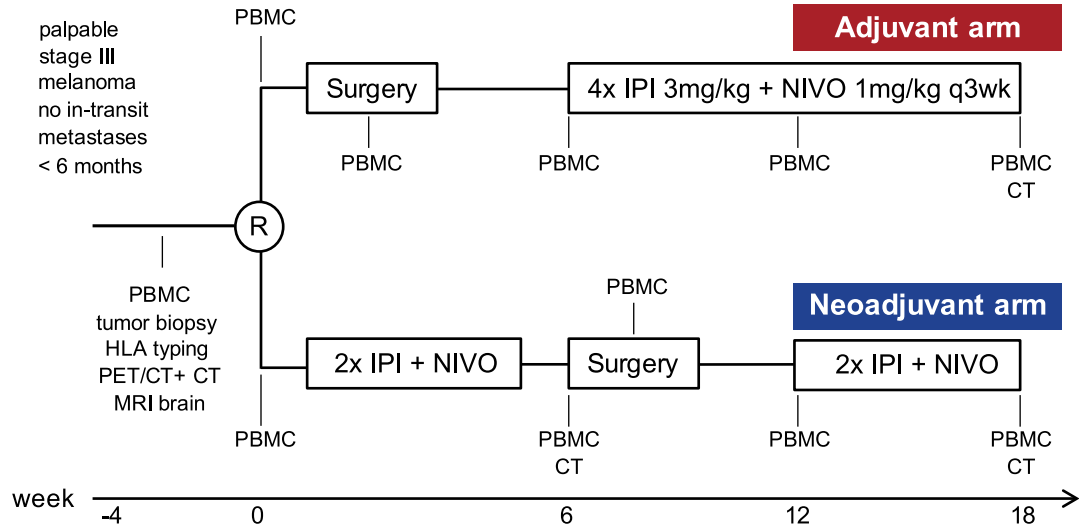 palpable
stage III
melanoma
no in-transit
metastases
< 6 months
PBMC
Adjuvant arm
Surgery
4x IPI 3mg/kg + NIVO 1mg/kg q3wk
PBMC
PBMC
PBMC
PBMC
CT
R
PBMC
tumor biopsy
HLA typing
PET/CT+ CT
MRI brain
PBMC
Neoadjuvant arm
2x IPI + NIVO
Surgery
2x IPI + NIVO
PBMC
PBMC
CT
PBMC
PBMC
CT
week
-4 0 6 12 18